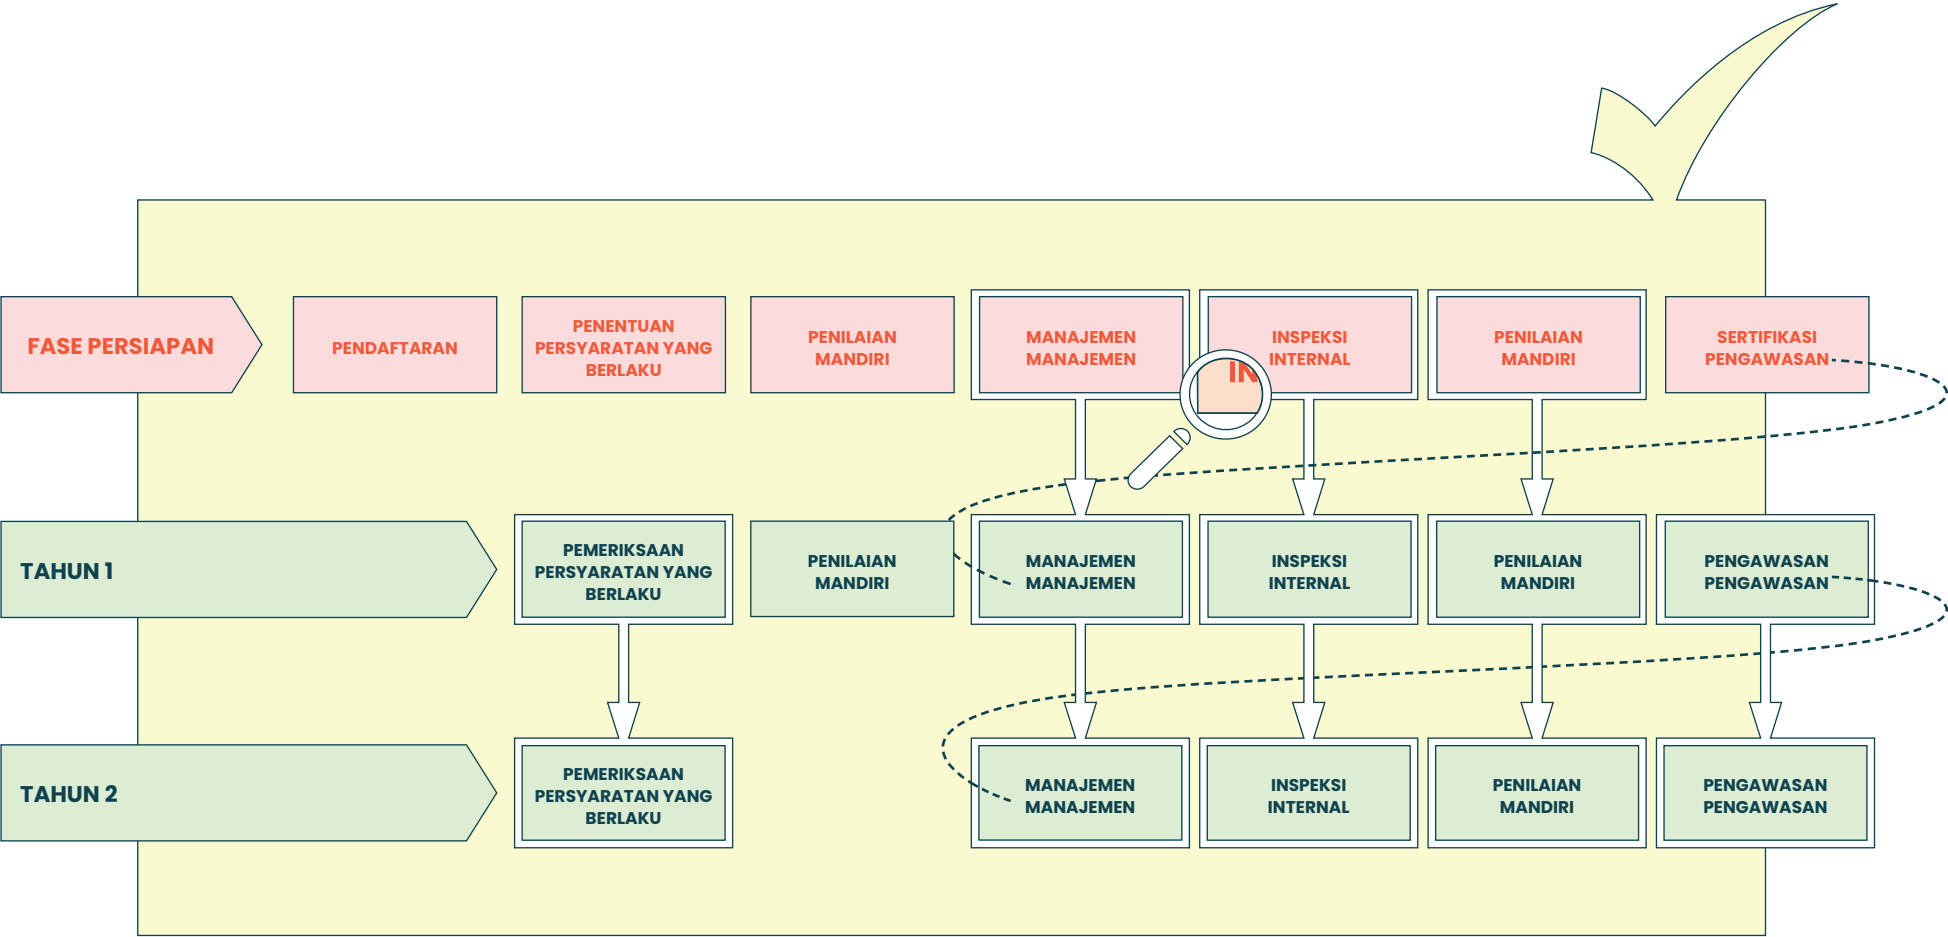 FASE PERSIAPAN
PENDAFTARAN
PENENTUAN
PERSYARATAN YANG
BERLAKU
PENILAIAN
MANDIRI
MANAJEMEN
MANAJEMEN
INSPEKSI
INTERNAL
IN
PENILAIAN
MANDIRI
SERTIFIKASI
PENGAWASAN
TAHUN 1
PEMERIKSAAN
PERSYARATAN YANG
BERLAKU
PENILAIAN
MANDIRI
MANAJEMEN
MANAJEMEN
INSPEKSI
INTERNAL
PENILAIAN
MANDIRI
PENGAWASAN
PENGAWASAN
TAHUN 2
PEMERIKSAAN
PERSYARATAN YANG
BERLAKU
MANAJEMEN
MANAJEMEN
INSPEKSI
INTERNAL
PENILAIAN
MANDIRI
PENGAWASAN
PENGAWASAN